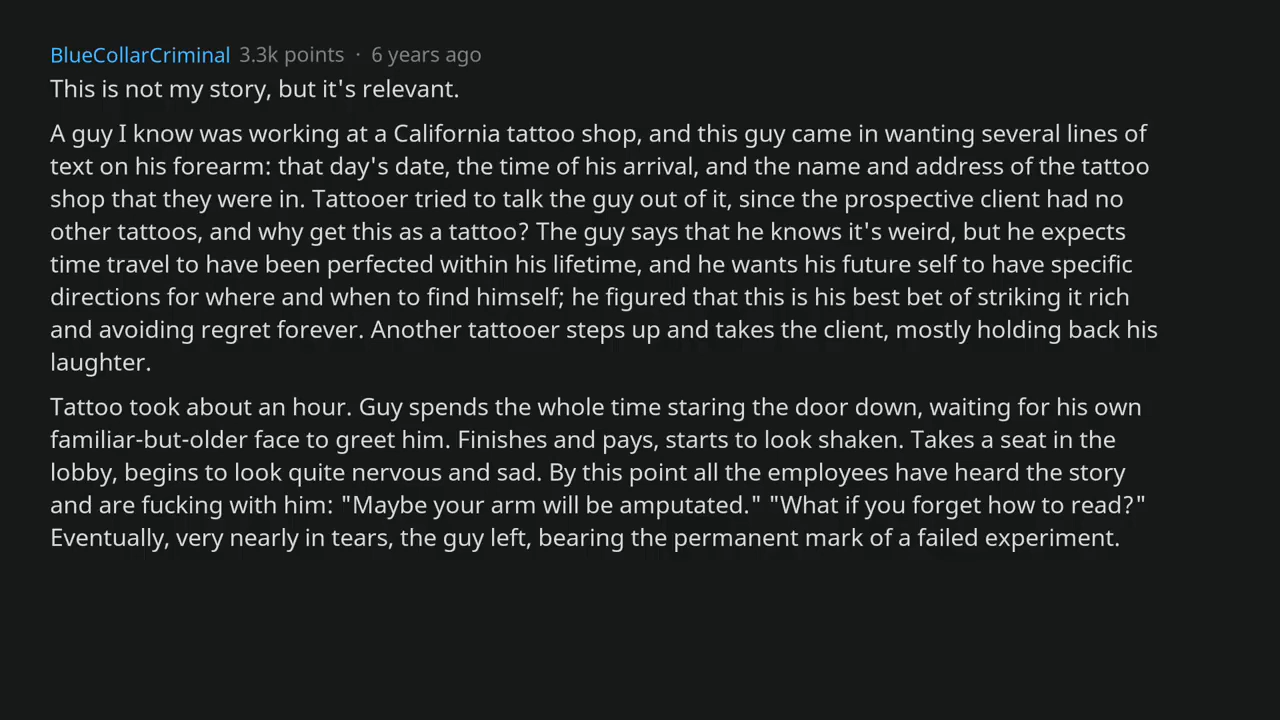 BlueCollarCriminal 3.3k points · 6 years ago
This is not my story, but it's relevant.
A guy I know was working at a California tattoo shop, and this guy came in wanting several lines of
text on his forearm: that day's date, the time of his arrival, and the name and address of the tattoo
shop that they were in. Tattooer tried to talk the guy out of it, since the prospective client had no
other tattoos, and why get this as a tattoo? The guy says that he knows it's weird, but he expects
time travel to have been perfected within his lifetime, and he wants his future self to have specific
directions for where and when to find himself; he figured that this is his best bet of striking it rich
and avoiding regret forever. Another tattooer steps up and takes the client, mostly holding back his
laughter.
Tattoo took about an hour. Guy spends the whole time staring the door down, waiting for his own
familiar-but-older face to greet him. Finishes and pays, starts to look shaken. Takes a seat in the
lobby, begins to look quite nervous and sad. By this point all the employees have heard the story
and are fucking with him: "Maybe your arm will be amputated." "What if you forget how to read?"
Eventually, very nearly in tears, the guy left, bearing the permanent mark of a failed experiment.